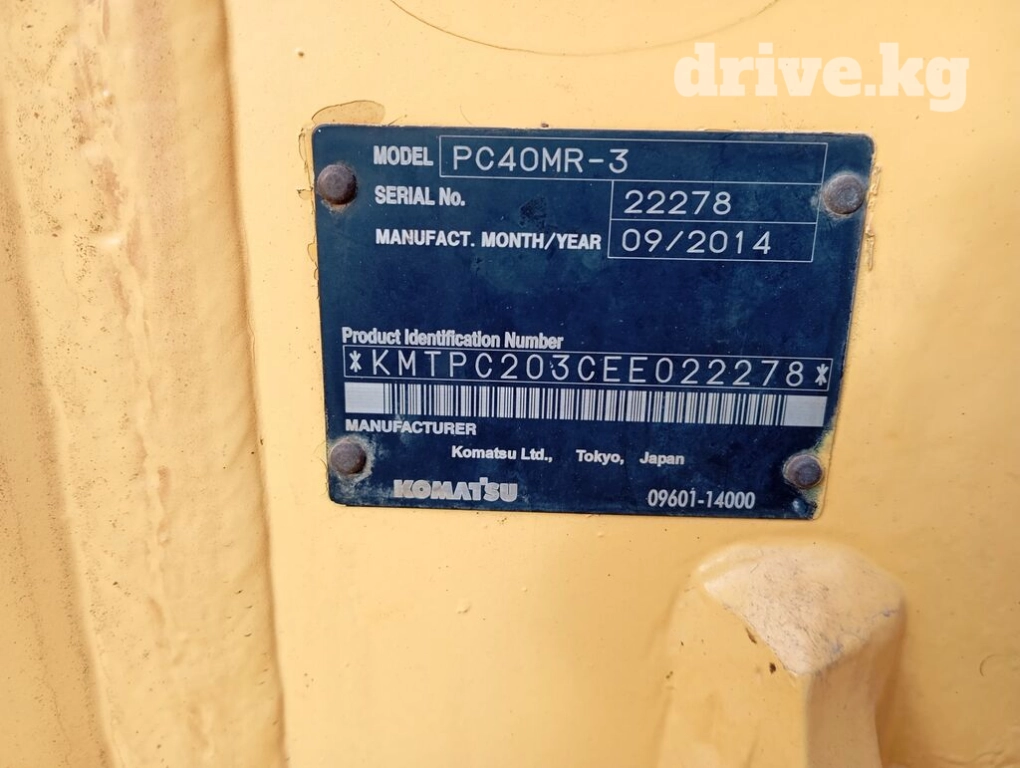 drive.kg
MODEL PC40MR-3
SERIAL No. 22278
MANUFACT. MONTH/YEAR 09/2014
Product Identification Number
*KMTPC203CEE022278*
MANUFACTURER
Komatsu Ltd., Tokyo, Japan
KOMATSU 09601-14000